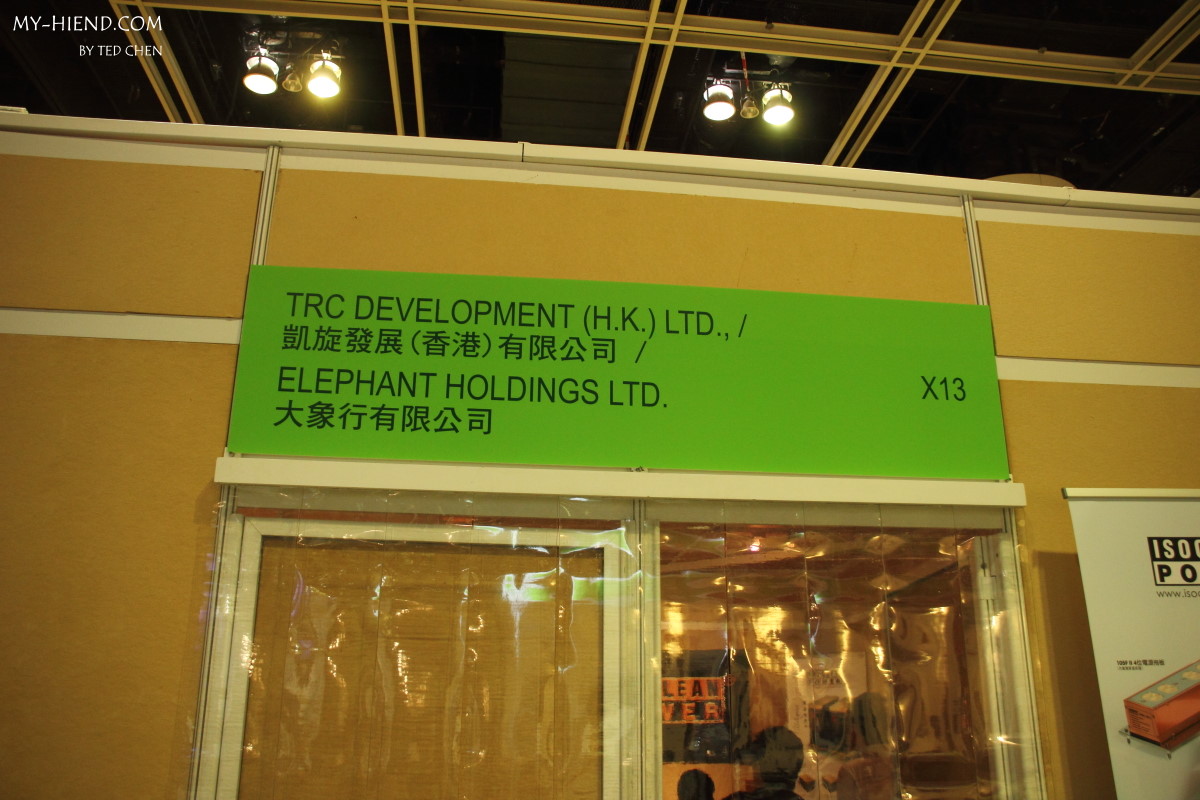 MY-HIEND.COM
BY TED CHEN
TRC DEVELOPMENT (H.K.) LTD., /
凱旋發展(香港)有限公司 /
ELEPHANT HOLDINGS LTD.
大象行有限公司
X13